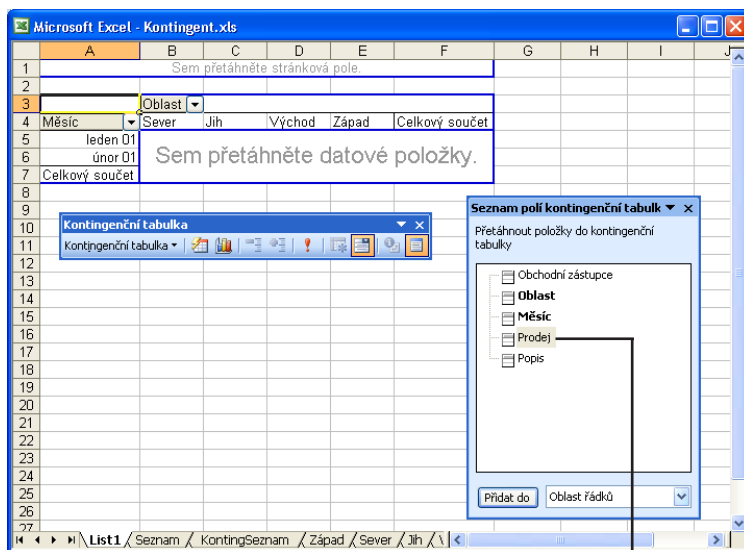 Microsoft Excel - Kontingent.xls
A B C D E F G H I J
1 Sem přetáhněte stránková pole.
2
3 Oblast
4 Měsíc Sever Jih Východ Západ Celkový součet
5 leden 01
6 únor 01 Sem přetáhněte datové položky.
7 Celkový součet
8
9
10
11
12
13
14
15
16
17
18
19
20
21
22
23
24
25
26
27
Kontingenční tabulka
Kontingenční tabulka
Seznam polí kontingenční tabulk
Přetáhnout položky do kontingenční
tabulky
Obchodní zástupce
Oblast
Měsíc
Prodej
Popis
Přidat do Oblast řádků
List1 / Seznam / KontingSeznam / Západ / Sever / Jih / V